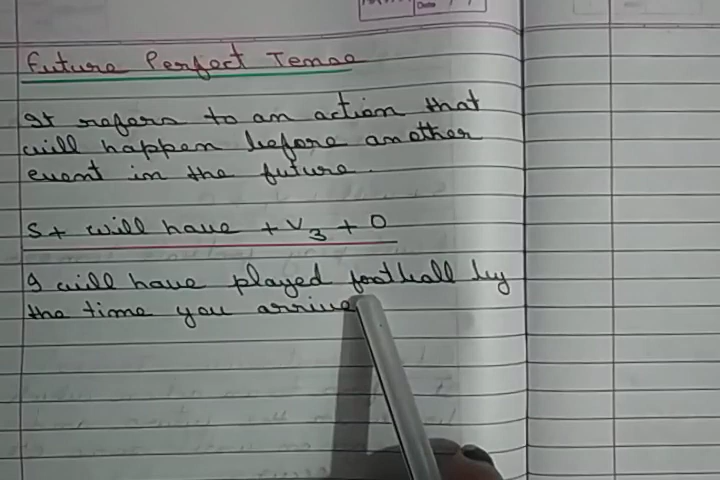 Date
Future Perfect Tense
It refers to an action that
will happen before another
event in the future.
S+ will have + V3 + O
I will have played football by
the time you arrive